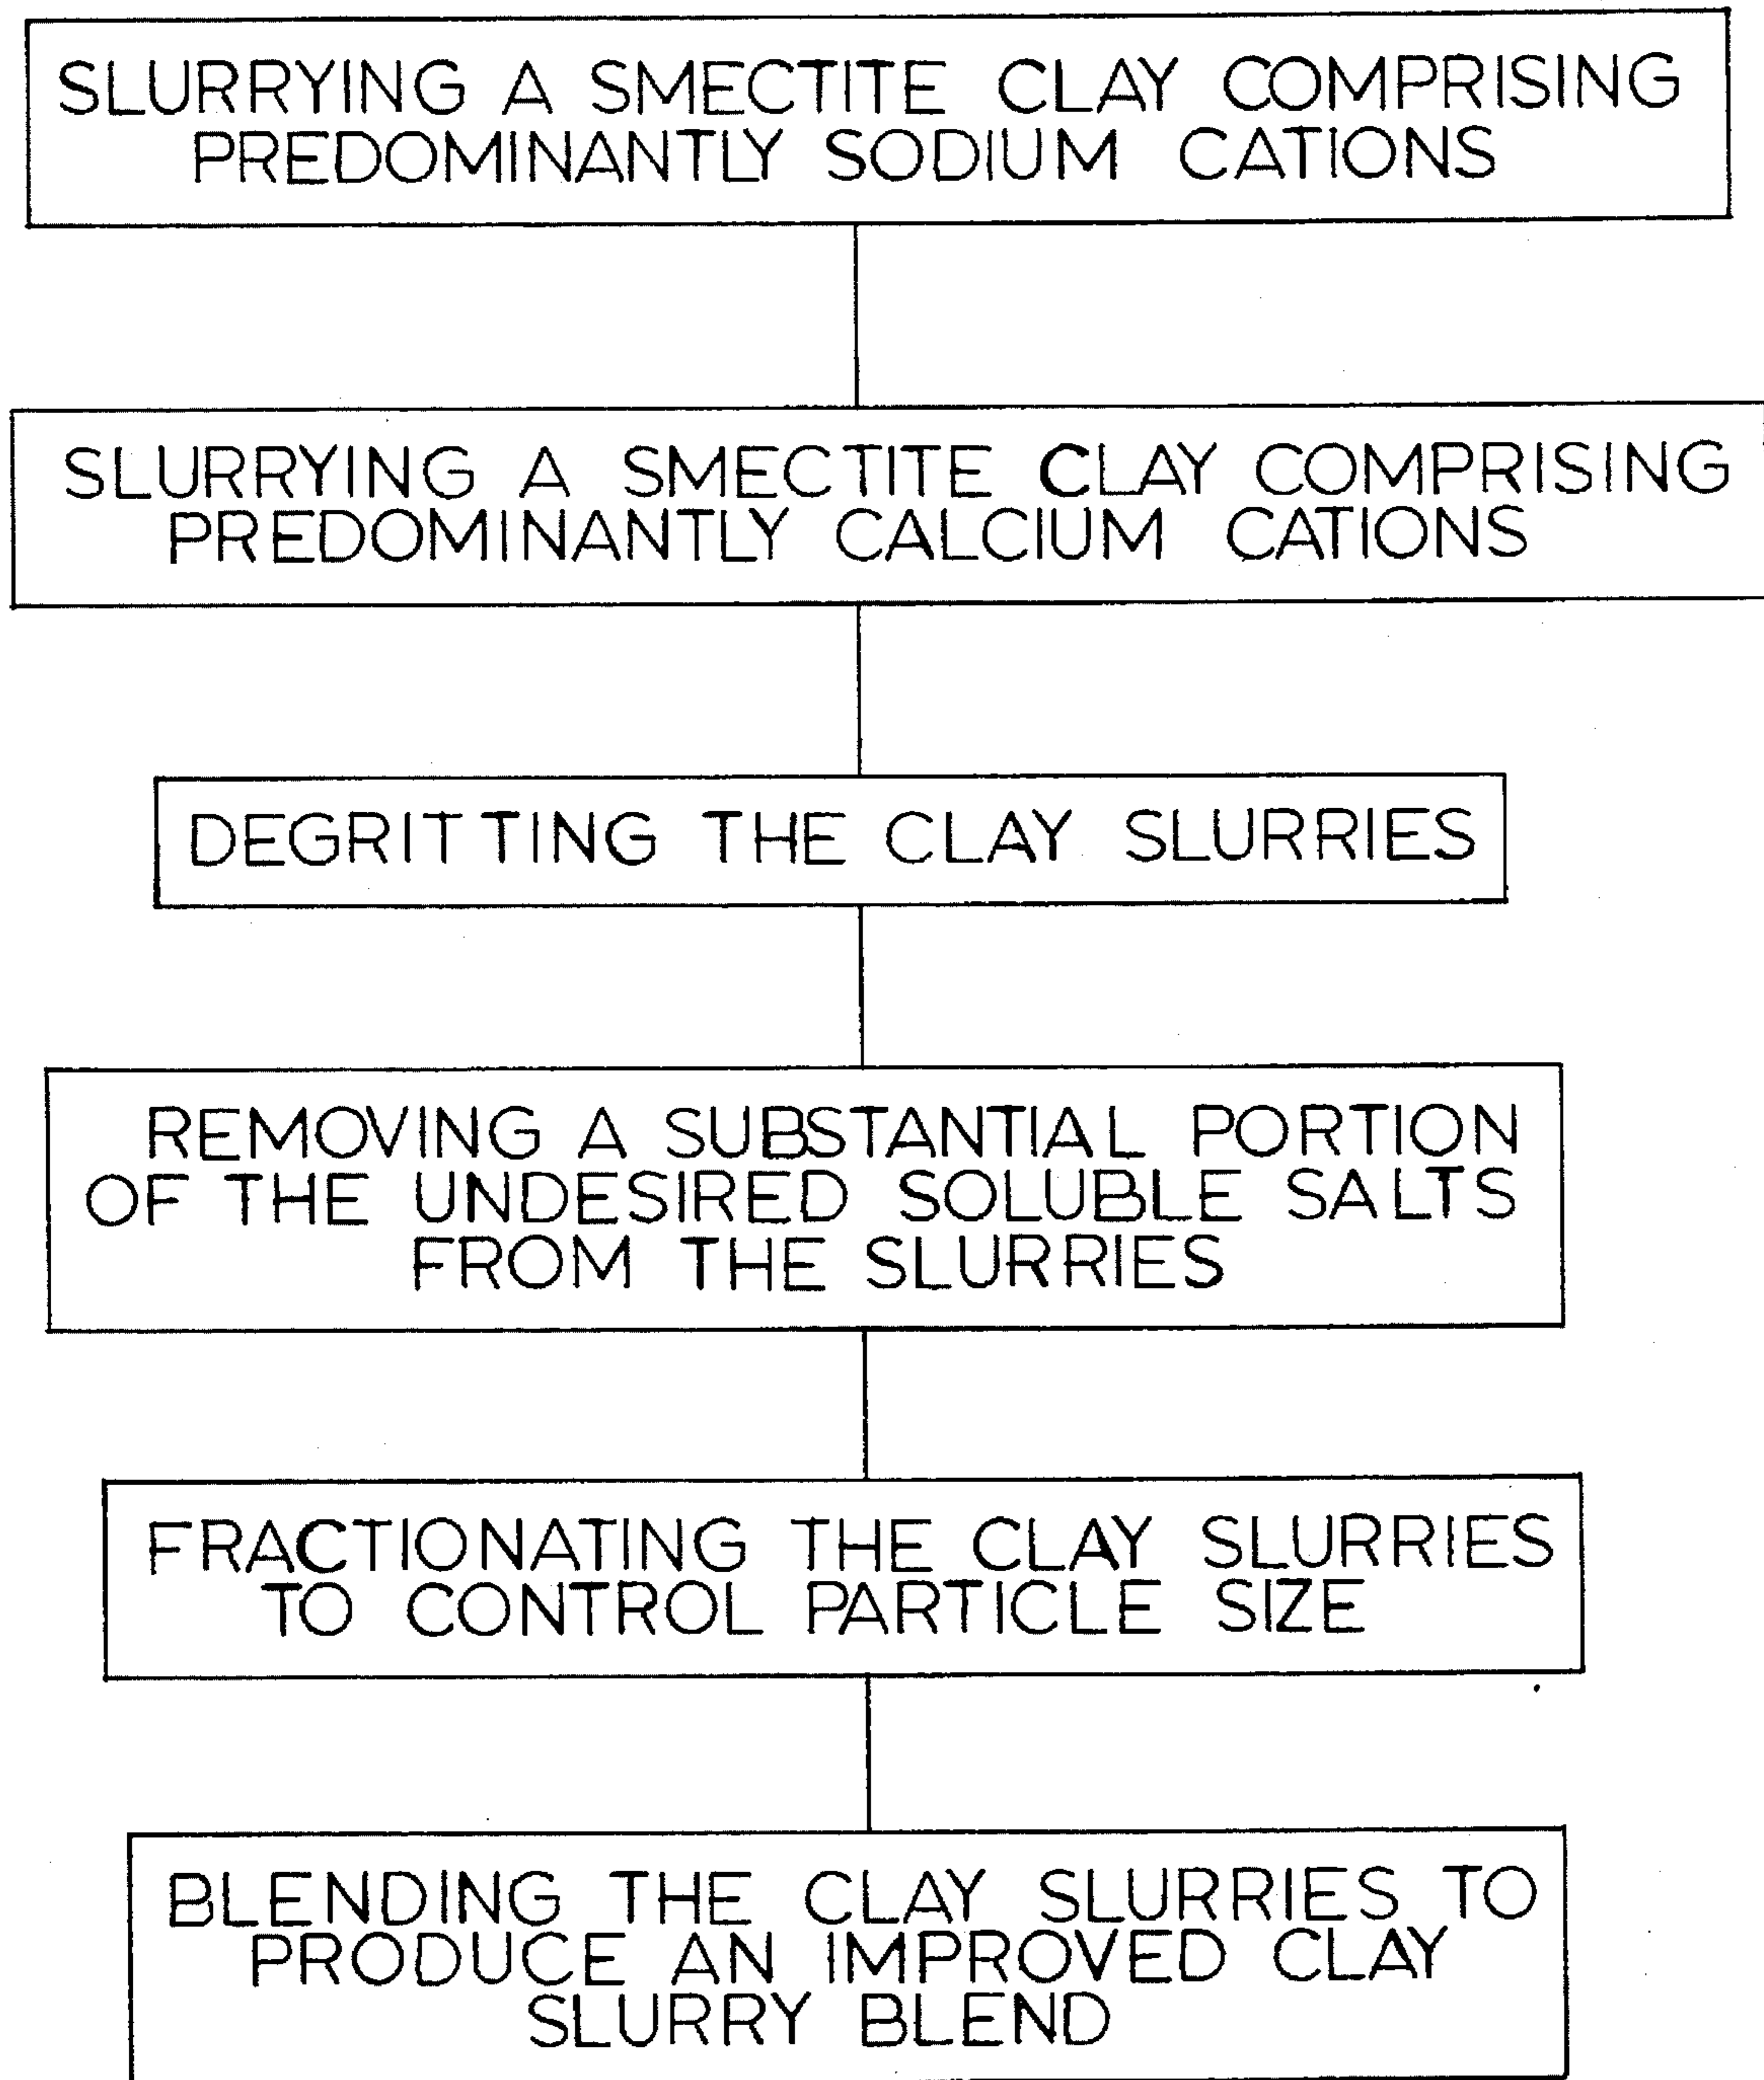 SLURRYING A SMECTITE CLAY COMPRISING
PREDOMINANTLY SODIUM CATIONS
SLURRYING A SMECTITE CLAY COMPRISING
PREDOMINANTLY CALCIUM CATIONS
DEGRITTING THE CLAY SLURRIES
REMOVING A SUBSTANTIAL PORTION
OF THE UNDESIRED SOLUBLE SALTS
FROM THE SLURRIES
FRACTIONATING THE CLAY SLURRIES
TO CONTROL PARTICLE SIZE
BLENDING THE CLAY SLURRIES TO
PRODUCE AN IMPROVED CLAY
SLURRY BLEND